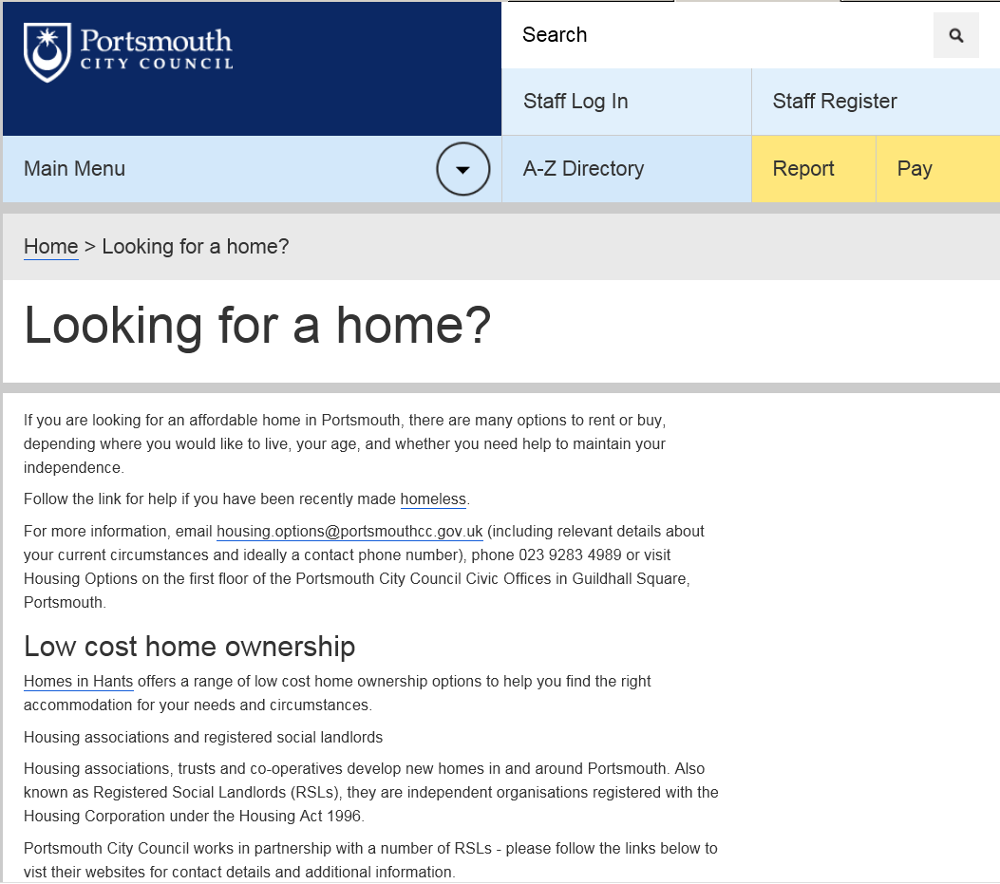 Portsmouth
CITY COUNCIL
Search
Staff Log In
Staff Register
Main Menu
A-Z Directory
Report
Pay
Home > Looking for a home?
Looking for a home?
If you are looking for an affordable home in Portsmouth, there are many options to rent or buy,
depending where you would like to live, your age, and whether you need help to maintain your
independence.
Follow the link for help if you have been recently made homeless.
For more information, email housing.options@portsmouthcc.gov.uk (including relevant details about
your current circumstances and ideally a contact phone number), phone 023 9283 4989 or visit
Housing Options on the first floor of the Portsmouth City Council Civic Offices in Guildhall Square,
Portsmouth.
Low cost home ownership
Homes in Hants offers a range of low cost home ownership options to help you find the right
accommodation for your needs and circumstances.
Housing associations and registered social landlords
Housing associations, trusts and co-operatives develop new homes in and around Portsmouth. Also
known as Registered Social Landlords (RSLs), they are independent organisations registered with the
Housing Corporation under the Housing Act 1996.
Portsmouth City Council works in partnership with a number of RSLs - please follow the links below to
vist their websites for contact details and additional information.